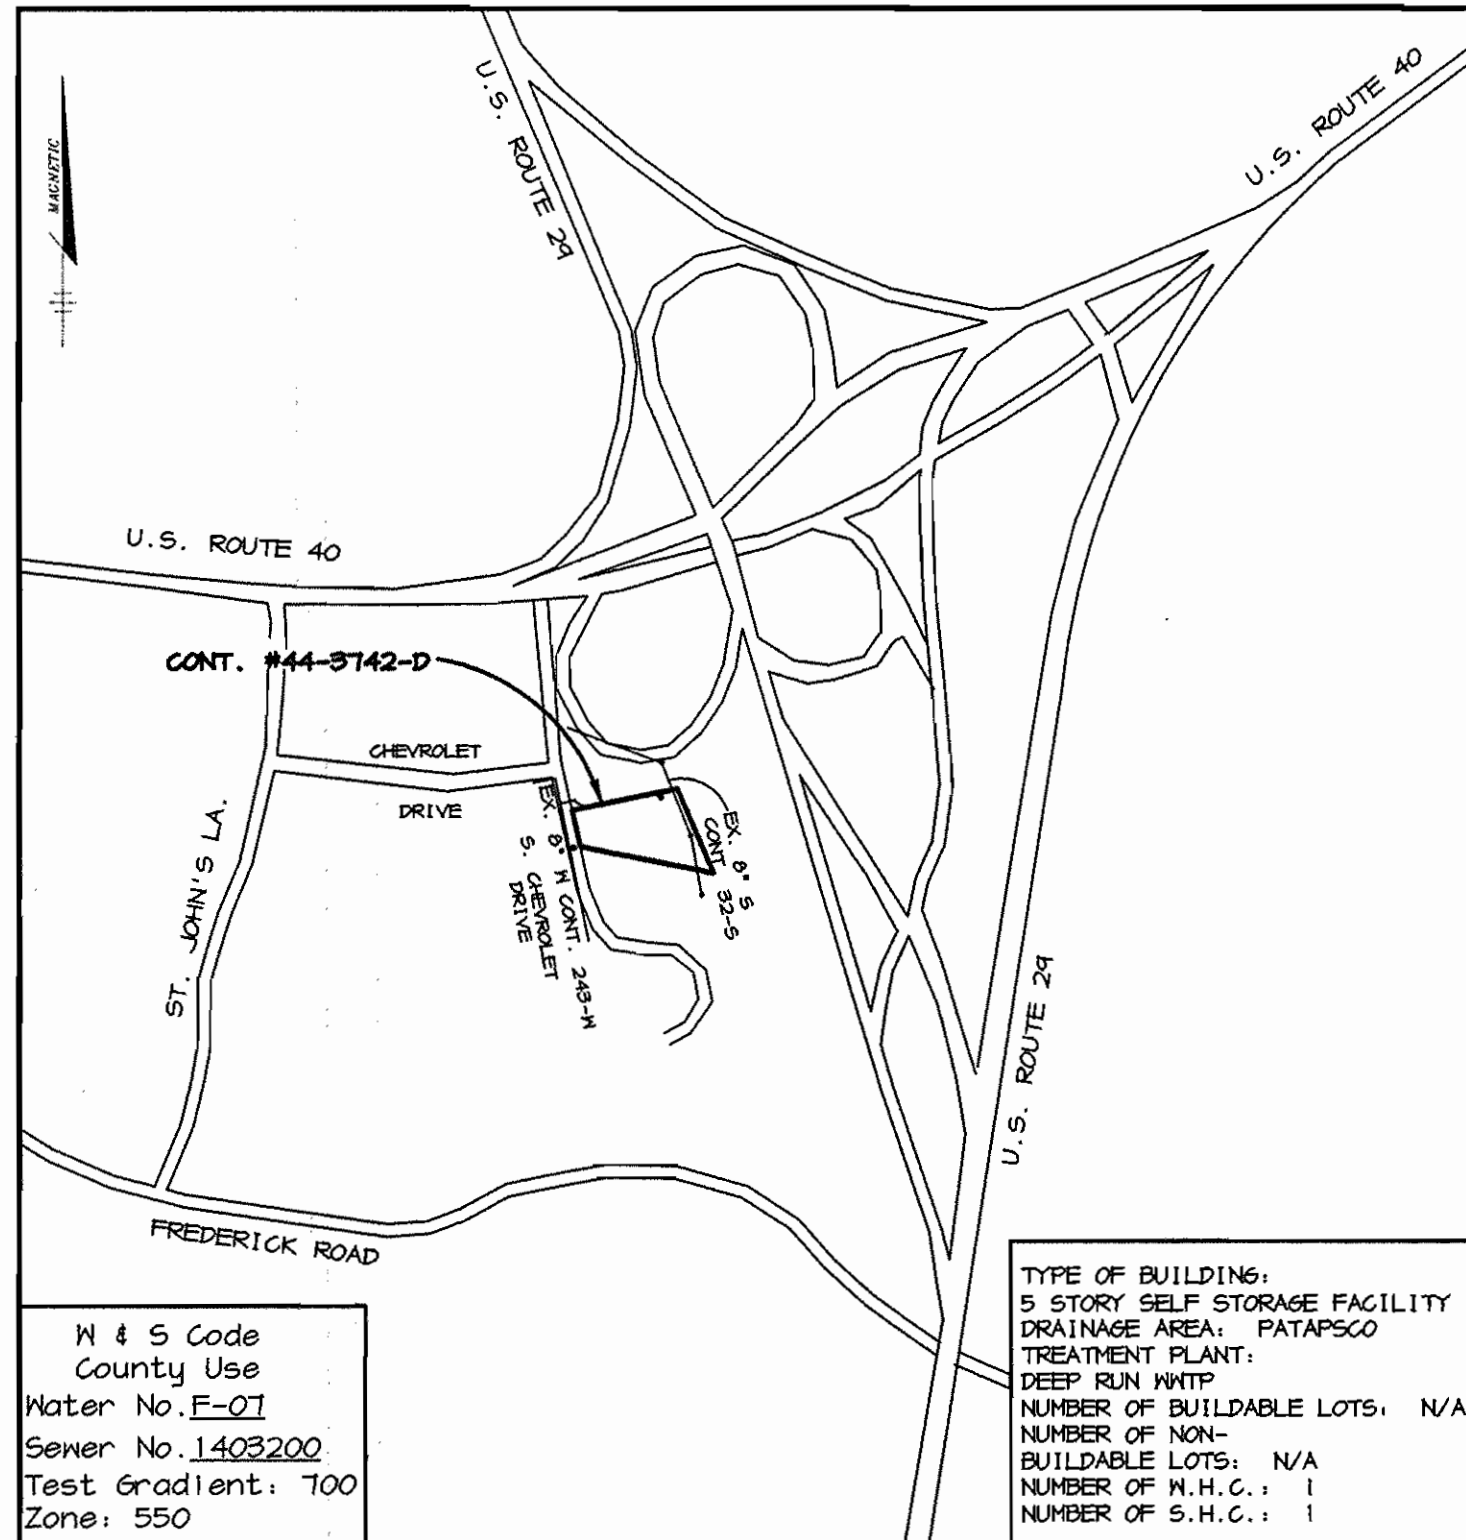 U.S. ROUTE 40
U.S. ROUTE 29
MAGNETIC
U.S. ROUTE 40
CONT. #44-3742-D
CHEVROLET
DRIVE
EX. 8" W CONT. 243-W
S. CHEVROLET
DRIVE
EX. 8" S
CONT 32-S
ST. JOHN'S LA.
U.S. ROUTE 29
FREDERICK ROAD
W & S Code
County Use
Water No. F-07
Sewer No. 1403200
Test Gradient: 700
Zone: 550
TYPE OF BUILDING:
5 STORY SELF STORAGE FACILITY
DRAINAGE AREA: PATAPSCO
TREATMENT PLANT:
DEEP RUN WWTP
NUMBER OF BUILDABLE LOTS: N/A
NUMBER OF NON-
BUILDABLE LOTS: N/A
NUMBER OF W.H.C.: 1
NUMBER OF S.H.C.: 1